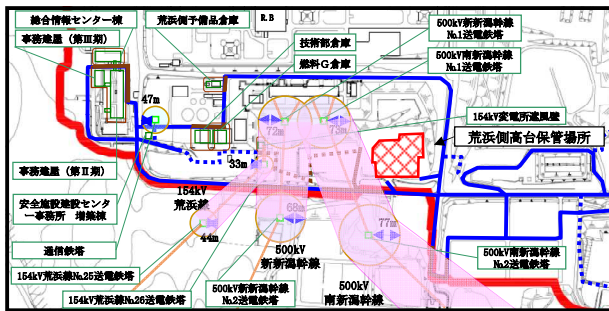 総合情報センター棟
事務建屋（第Ⅲ期）
荒浜側予備品倉庫
R.B
技術部倉庫
燃料G倉庫
500kV新新潟幹線
№1送電鉄塔
500kV南新潟幹線
№1送電鉄塔
154kV変電所遮風壁
荒浜側高台保管場所
47m
72m
73m
33m
154kV
荒浜線
44m
68m
77m
事務建屋（第Ⅱ期）
安全施設建設センタ
ー事務所　増築棟
通信鉄塔
154kV荒浜線№25送電鉄塔
154kV荒浜線№26送電鉄塔
500kV
新新潟幹線
500kV新新潟幹線
№2送電鉄塔
500kV
南新潟幹線
500kV南新潟幹線
№2送電鉄塔